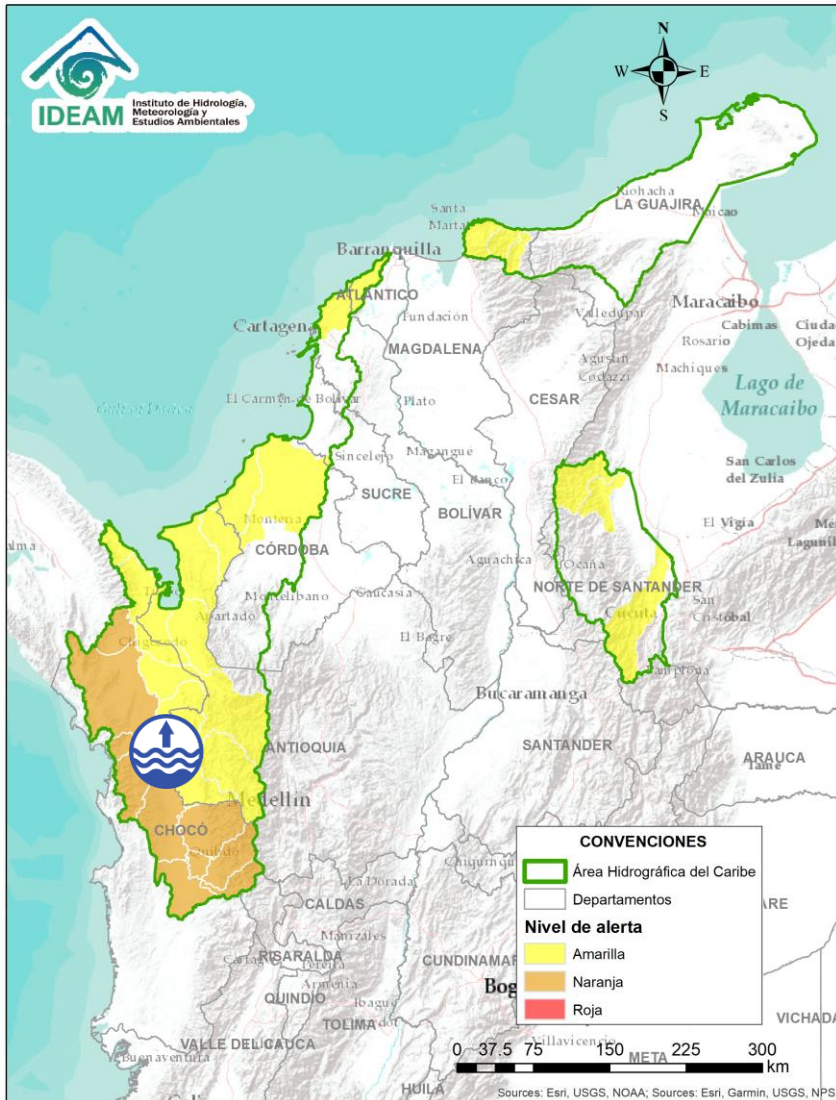 IDEAM
Instituto de Hidrología,
Meteorología y
Estudios Ambientales
N
W
E
S
Riohacha
LA GUAJIRA
Maicao
Santa
Marta
Barranquilla
ATLÁNTICO
Cartagena
Fundación
Valledupar
Maracaibo
Cabimas
Ciudad
Ojeda
Rosario
MAGDALENA
Agustín
Codazzi
Machiques
CESAR
Lago de
Maracaibo
El Carmen de Bolívar
Plato
Sincelejo
Magangué
San Carlos
del Zulia
SUCRE
El Banco
BOLÍVAR
Montería
El Vigía
CÓRDOBA
Aguachica
Ocaña
NORTE DE SANTANDER
Montelíbano
Caucasia
Apartado
Cúcuta
San
Cristóbal
Chigorodó
El Bagre
Pamplona
Bucaramanga
ANTIOQUIA
SANTANDER
ARAUCA
Tame
Medellín
CHOCÓ
Quibdó
La Dorada
CALDAS
Manizales
RISARALDA
Pereira
Armenia
QUINDÍO
Ibagué
TOLIMA
VALLE DEL CAUCA
Buenaventura
HUILA
Villavicencio
META
VICHADA
CONVENCIONES
Área Hidrográfica del Caribe
Departamentos
Nivel de alerta
Amarilla
Naranja
Roja
0 37.5 75 150 225 300
km
Sources: Esri, USGS, NOAA; Sources: Esri, Garmin, USGS, NPS